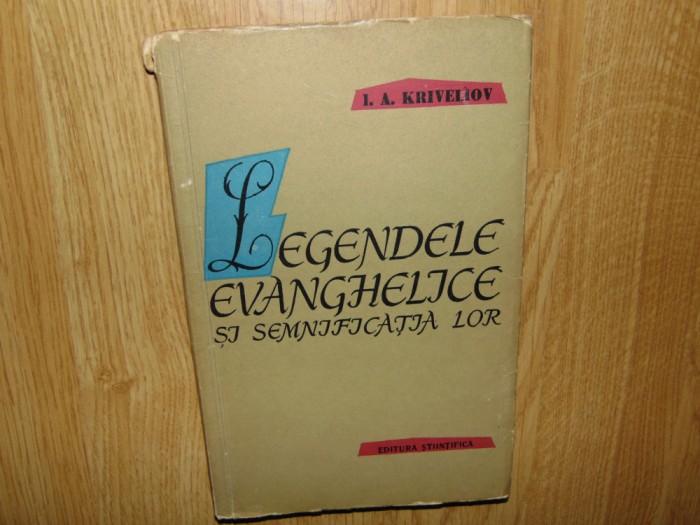 I. A. KRIVELIOV
LEGENDELE
EVANGHELICE
ȘI SEMNIFICAȚIA LOR
EDITURA ȘTIINȚIFICĂ